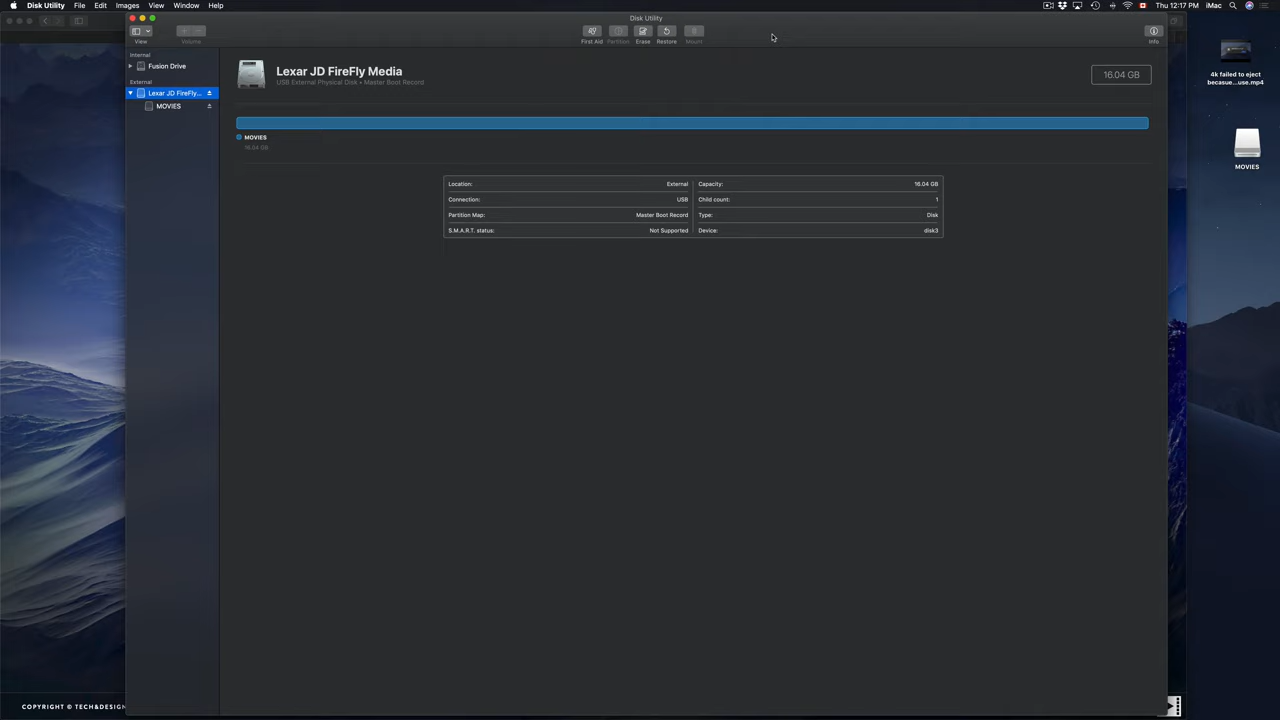 Disk Utility File Edit Images View Window Help Thu 12:17 PM iMac
Disk Utility
View Volume First Aid Partition Erase Restore Mount Info
Internal
Fusion Drive
External
Lexar JD FireFly...
MOVIES
Lexar JD FireFly Media
USB External Physical Disk • Master Boot Record
16.04 GB
MOVIES
16.04 GB
Location: External Capacity: 16.04 GB
Connection: USB Child count: 1
Partition Map: Master Boot Record Type: Disk
S.M.A.R.T. status: Not Supported Device: disk3
4k failed to eject
becasue...use.mp4
MOVIES
COPYRIGHT © TECH&DESIGN